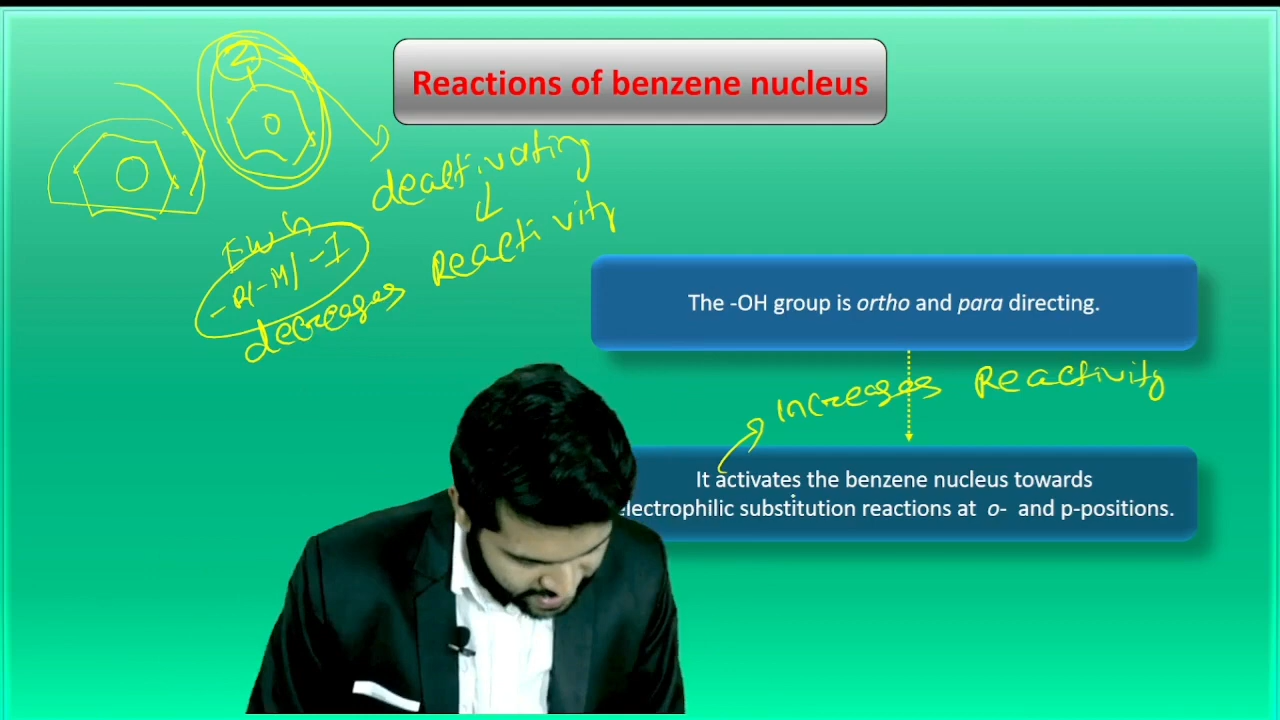 Reactions of benzene nucleus
Z
deactivating
Reactivity
EWG
-R/-M/-I
decreases
The -OH group is ortho and para directing.
increases Reactivity
It activates the benzene nucleus towards
electrophilic substitution reactions at o- and p-positions.